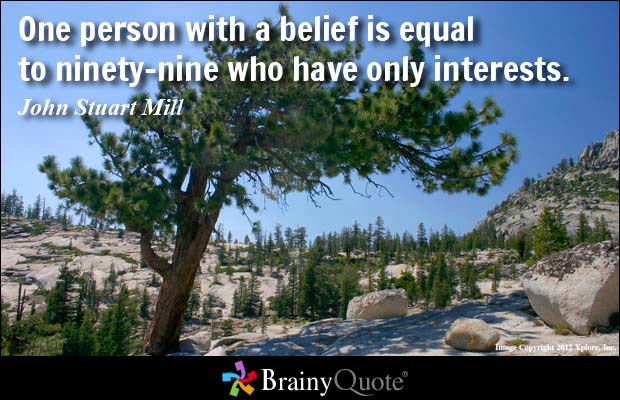 One person with a belief is equal
to ninety-nine who have only interests.
John Stuart Mill
Image Copyright 2012 Xplore, Inc.
BrainyQuote®